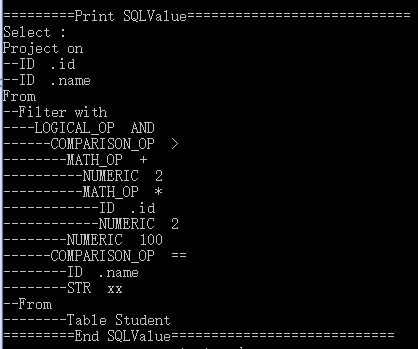 =========Print SQLValue============================
Select :
Project on
--ID  .id
--ID  .name
From
--Filter with
----LOGICAL_OP  AND
------COMPARISON_OP  >
--------MATH_OP  +
----------NUMERIC  2
----------MATH_OP  *
------------ID  .id
------------NUMERIC  2
--------NUMERIC  100
------COMPARISON_OP  ==
--------ID  .name
--------STR  xx
--From
--------Table Student
=========End SQLValue============================